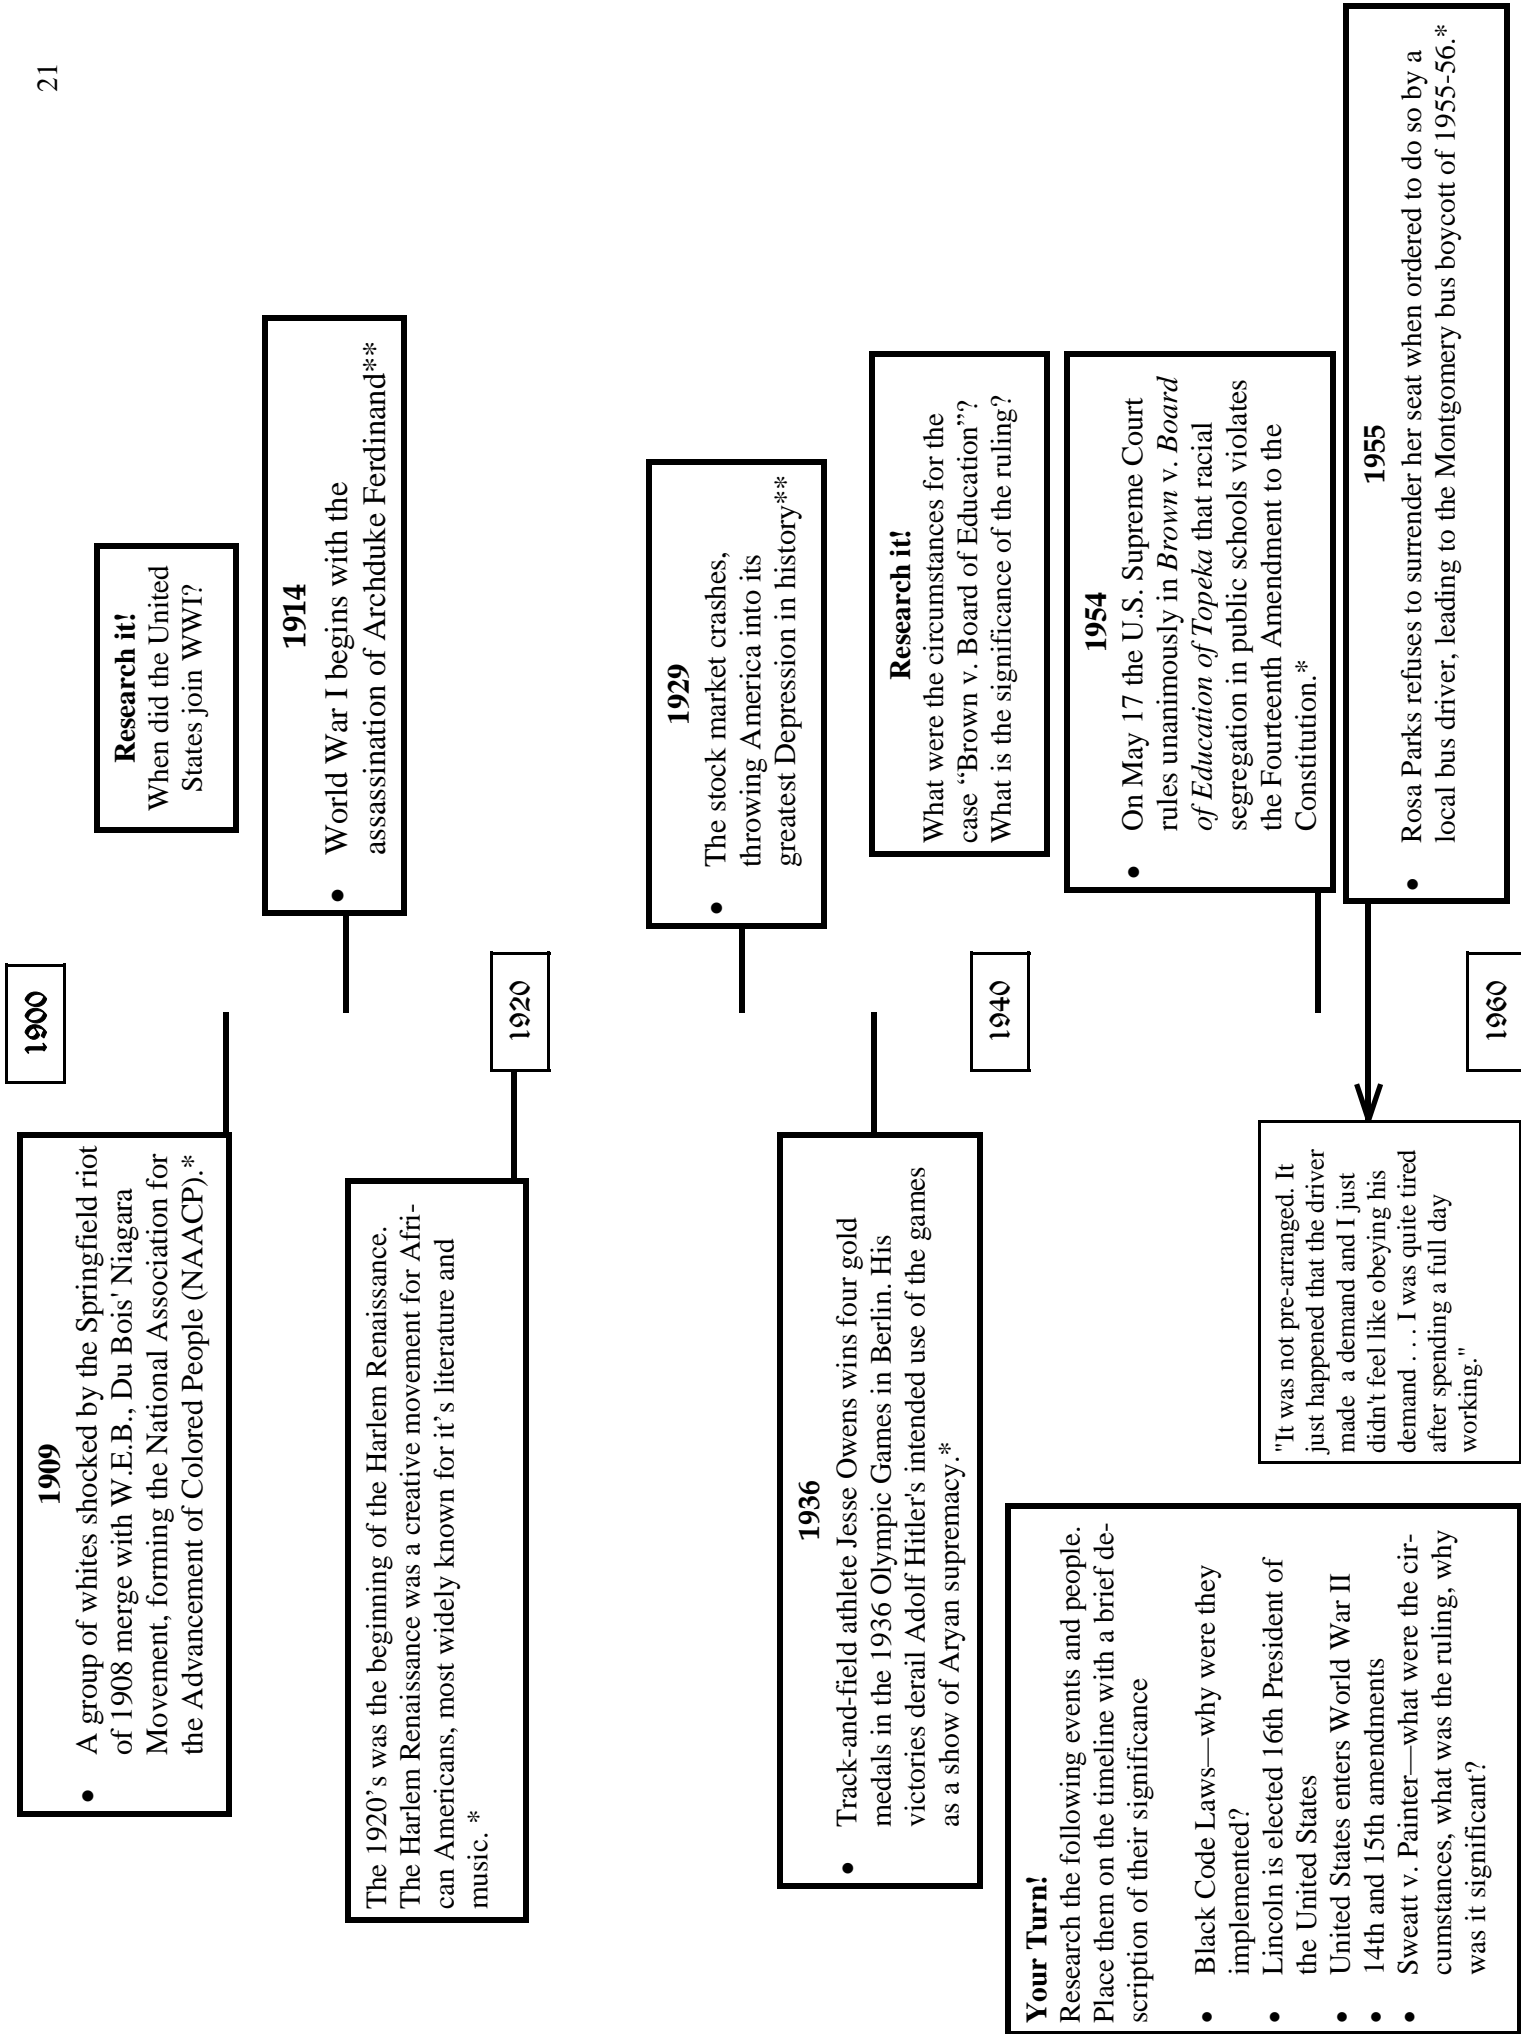 21
1900
1909
• A group of whites shocked by the Springfield riot
of 1908 merge with W.E.B., Du Bois' Niagara
Movement, forming the National Association for
the Advancement of Colored People (NAACP).*
Research it!
When did the United
States join WWI?
1914
• World War I begins with the
assassination of Archduke Ferdinand**
1920
The 1920's was the beginning of the Harlem Renaissance.
The Harlem Renaissance was a creative movement for Afri-
can Americans, most widely known for it's literature and
music. *
1929
• The stock market crashes,
throwing America into its
greatest Depression in history**
1936
• Track-and-field athlete Jesse Owens wins four gold
medals in the 1936 Olympic Games in Berlin. His
victories derail Adolf Hitler's intended use of the games
as a show of Aryan supremacy.*
1940
Research it!
What were the circumstances for the
case “Brown v. Board of Education”?
What is the significance of the ruling?
1954
• On May 17 the U.S. Supreme Court
rules unanimously in Brown v. Board
of Education of Topeka that racial
segregation in public schools violates
the Fourteenth Amendment to the
Constitution.*
1955
• Rosa Parks refuses to surrender her seat when ordered to do so by a
local bus driver, leading to the Montgomery bus boycott of 1955-56.*
"It was not pre-arranged. It
just happened that the driver
made a demand and I just
didn't feel like obeying his
demand . . . I was quite tired
after spending a full day
working."
1960
Your Turn!
Research the following events and people.
Place them on the timeline with a brief de-
scription of their significance
• Black Code Laws—why were they
implemented?
• Lincoln is elected 16th President of
the United States
• United States enters World War II
• 14th and 15th amendments
• Sweatt v. Painter—what were the cir-
cumstances, what was the ruling, why
was it significant?